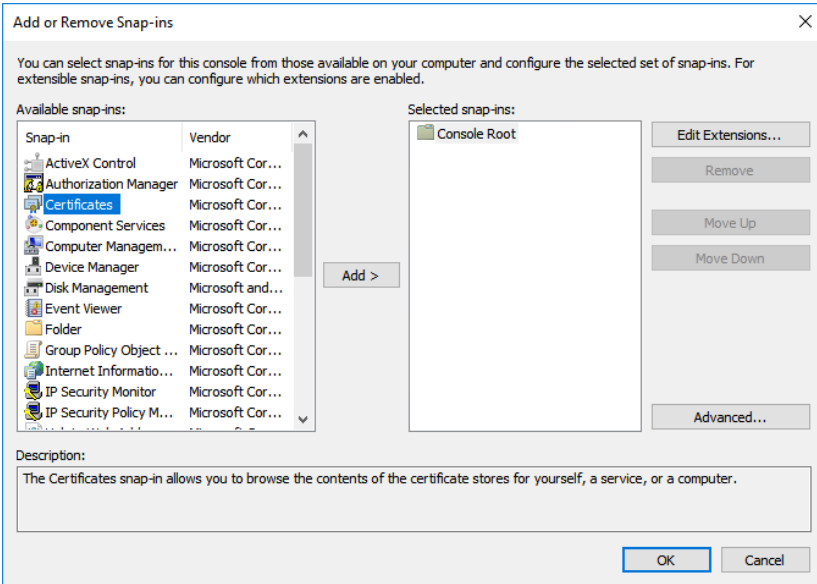 Add or Remove Snap-ins
You can select snap-ins for this console from those available on your computer and configure the selected set of snap-ins. For
extensible snap-ins, you can configure which extensions are enabled.
Available snap-ins:
Snap-in Vendor
ActiveX Control Microsoft Cor...
Authorization Manager Microsoft Cor...
Certificates Microsoft Cor...
Component Services Microsoft Cor...
Computer Managem... Microsoft Cor...
Device Manager Microsoft Cor...
Disk Management Microsoft and...
Event Viewer Microsoft Cor...
Folder Microsoft Cor...
Group Policy Object ... Microsoft Cor...
Internet Informatio... Microsoft Cor...
IP Security Monitor Microsoft Cor...
IP Security Policy M... Microsoft Cor...
Add >
Selected snap-ins:
Console Root
Edit Extensions...
Remove
Move Up
Move Down
Advanced...
Description:
The Certificates snap-in allows you to browse the contents of the certificate stores for yourself, a service, or a computer.
OK Cancel